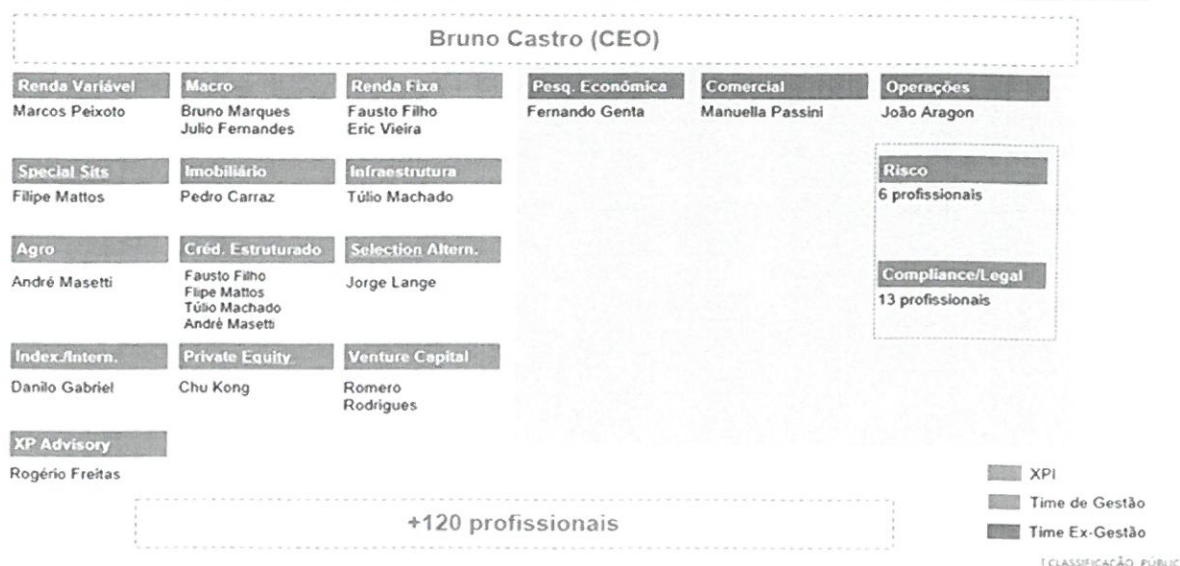 Bruno Castro (CEO)
Renda Variável
Marcos Peixoto
Macro
Bruno Marques
Julio Fernandes
Renda Fixa
Fausto Filho
Eric Vieira
Pesq. Econômica
Fernando Genta
Comercial
Manuella Passini
Operações
João Aragon
Special Sits
Filipe Mattos
Imobiliário
Pedro Carraz
Infraestrutura
Túlio Machado
Risco
6 profissionais
Agro
André Masetti
Créd. Estruturado
Fausto Filho
Flipe Mattos
Túlio Machado
André Masetti
Selection Altern.
Jorge Lange
Compliance/Legal
13 profissionais
Index./Intern.
Danilo Gabriel
Private Equity
Chu Kong
Venture Capital
Romero
Rodrigues
XP Advisory
Rogério Freitas
+120 profissionais
XPI
Time de Gestão
Time Ex-Gestão
[CLASSIFICAÇÃO: PÚBLIC